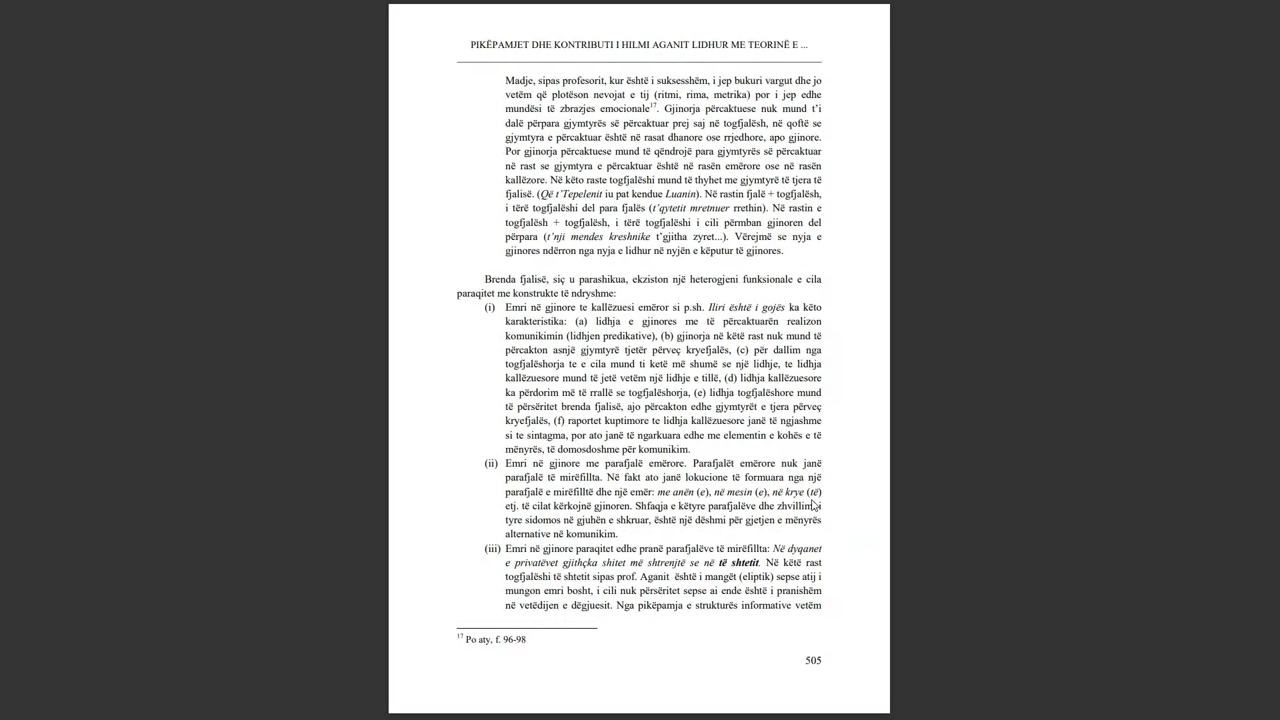 PIKËPAMJET DHE KONTRIBUTI I HILMI AGANIT LIDHUR ME TEORINË E ...
Madje, sipas profesorit, kur është i suksesshëm, i jep bukuri vargut dhe jo
vetëm që plotëson nevojat e tij (ritmi, rima, metrika) por i jep edhe
mundësi të zbrazjes emocionale17. Gjinorja përcaktuese nuk mund t’i
dalë përpara gjymtyrës së përcaktuar prej saj në togfjalësh, në qoftë se
gjymtyra e përcaktuar është në rasat dhanore ose rrjedhore, apo gjinore.
Por gjinorja përcaktuese mund të qëndrojë para gjymtyrës së përcaktuar
në rast se gjymtyra e përcaktuar është në rasën emërore ose në rasën
kallëzore. Në këto raste togfjalëshi mund të thyhet me gjymtyrë të tjera të
fjalisë. (Që t’Tepelenit iu pat kendue Luanin). Në rastin fjalë + togfjalësh,
i tërë togfjalëshi del para fjalës (t’qytetit mretnuer rrethin). Në rastin e
togfjalësh + togfjalësh, i tërë togfjalëshi i cili përmban gjinoren del
përpara (t’nji mendes kreshnike t’gjitha zyret...). Vërejmë se nyja e
gjinores ndërron nga nyja e lidhur në nyjën e këputur të gjinores.
Brenda fjalisë, siç u parashikua, ekziston një heterogjeni funksionale e cila
paraqitet me konstrukte të ndryshme:
(i) Emri në gjinore te kallëzuesi emëror si p.sh. Iliri është i gojës ka këto
karakteristika: (a) lidhja e gjinores me të përcaktuarën realizon
komunikimin (lidhjen predikative), (b) gjinorja në këtë rast nuk mund të
përcakton asnjë gjymtyrë tjetër përveç kryefjalës, (c) për dallim nga
togfjalëshorja te e cila mund ti ketë më shumë se një lidhje, te lidhja
kallëzuesore mund të jetë vetëm një lidhje e tillë, (d) lidhja kallëzuesore
ka përdorim më të rrallë se togfjalëshorja, (e) lidhja togfjalëshore mund
të përsëritet brenda fjalisë, ajo përcakton edhe gjymtyrët e tjera përveç
kryefjalës, (f) raportet kuptimore te lidhja kallëzuesore janë të ngjashme
si te sintagma, por ato janë të ngarkuara edhe me elementin e kohës e të
mënyrës, të domosdoshme për komunikim.
(ii) Emri në gjinore me parafjalë emërore. Parafjalët emërore nuk janë
parafjalë të mirëfillta. Në fakt ato janë lokucione të formuara nga një
parafjalë e mirëfilltë dhe një emër: me anën (e), në mesin (e), në krye (të)
etj. të cilat kërkojnë gjinoren. Shfaqja e këtyre parafjalëve dhe zhvillimi i
tyre sidomos në gjuhën e shkruar, është një dëshmi për gjetjen e mënyrës
alternative në komunikim.
(iii) Emri në gjinore paraqitet edhe pranë parafjalëve të mirëfillta: Në dyqanet
e privatëvet gjithçka shitet më shtrenjtë se në të shtetit. Në këtë rast
togfjalëshi të shtetit sipas prof. Aganit është i mangët (eliptik) sepse atij i
mungon emri bosht, i cili nuk përsëritet sepse ai ende është i pranishëm
në vetëdijen e dëgjuesit. Nga pikëpamja e strukturës informative vetëm
17 Po aty, f. 96-98
505